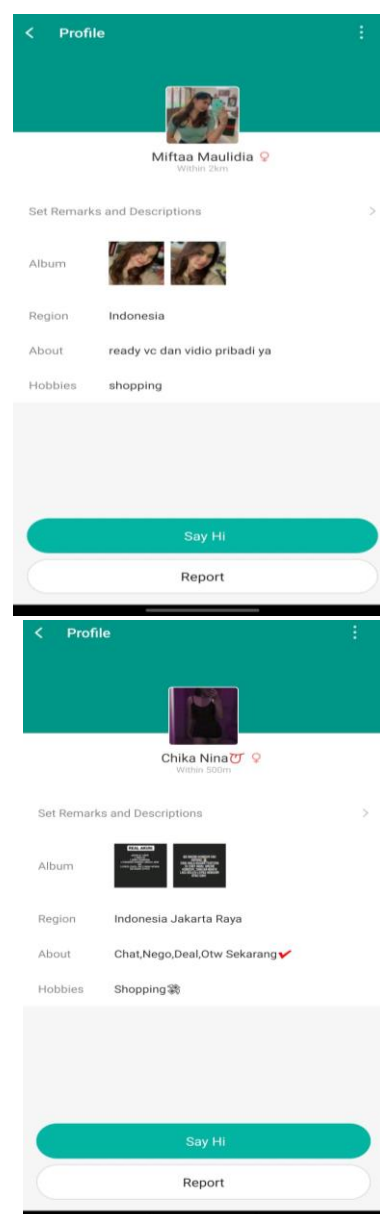 Profile
Miftaa Maulidia ♀
Within 2km
Set Remarks and Descriptions
Album
Region Indonesia
About ready vc dan vidio pribadi ya
Hobbies shopping
Say Hi
Report
Profile
Chika Nina ♀
Within 500m
Set Remarks and Descriptions
Album
Region Indonesia Jakarta Raya
About Chat,Nego,Deal,Otw Sekarang✔
Hobbies Shopping
Say Hi
Report